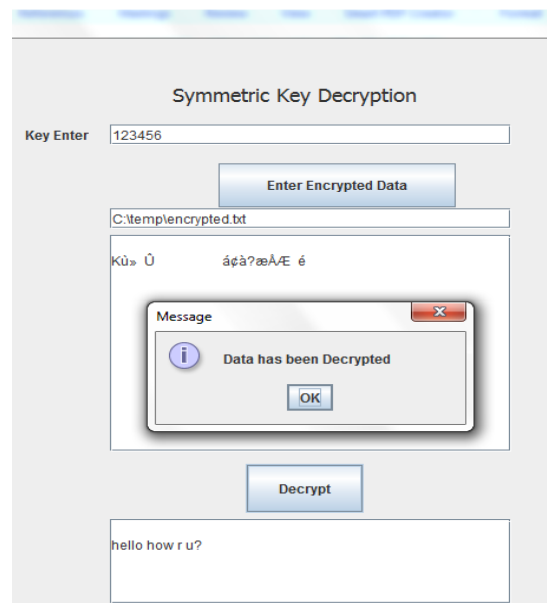 Symmetric Key Decryption
Key Enter 123456
Enter Encrypted Data
C:\temp\encrypted.txt
Kù» Û á¢à?æÅÆ é
Message
Data has been Decrypted
OK
Decrypt
hello how r u?